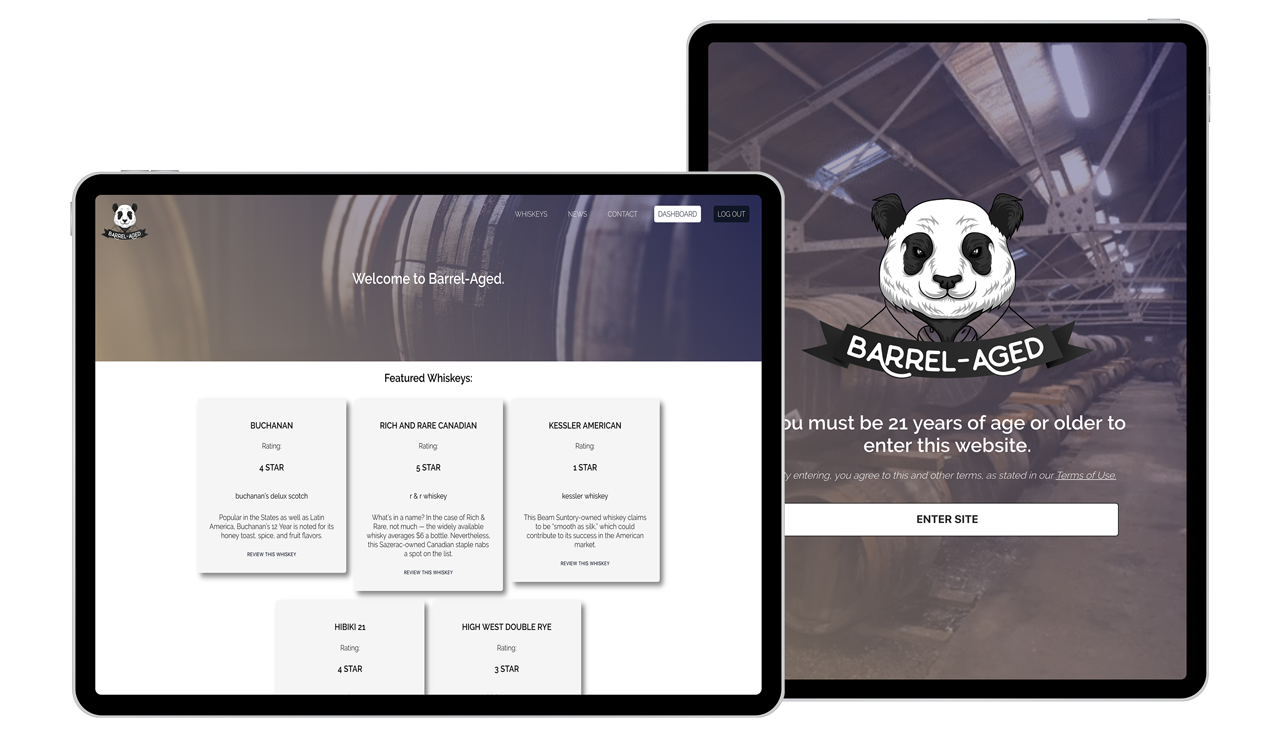 BARREL-AGED
WHISKEYS
NEWS
CONTACT
DASHBOARD
LOG OUT
Welcome to Barrel-Aged.
Featured Whiskeys:
BUCHANAN
Rating:
4 STAR
buchanan's delux scotch
Popular in the States as well as Latin
America, Buchanan's 12 Year is noted for its
honey toast, spice, and fruit flavors.
REVIEW THIS WHISKEY
RICH AND RARE CANADIAN
Rating:
5 STAR
r & r whiskey
What's in a name? In the case of Rich &
Rare, not much — the widely available
whisky averages $6 a bottle. Nevertheless,
this Sazerac-owned Canadian staple nabs
a spot on the list.
REVIEW THIS WHISKEY
KESSLER AMERICAN
Rating:
1 STAR
kessler whiskey
This Beam Suntory-owned whiskey claims
to be "smooth as silk," which could
contribute to its success in the American
market.
REVIEW THIS WHISKEY
HIBIKI 21
Rating:
4 STAR
HIGH WEST DOUBLE RYE
Rating:
3 STAR
BARREL-AGED
ou must be 21 years of age or older to
enter this website.
y entering, you agree to this and other terms, as stated in our Terms of Use.
ENTER SITE